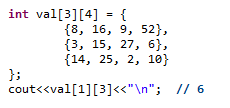 int val[3][4] = {
{8, 16, 9, 52},
{3, 15, 27, 6},
{14, 25, 2, 10}
};
cout<<val[1][3]<<"\n";  // 6